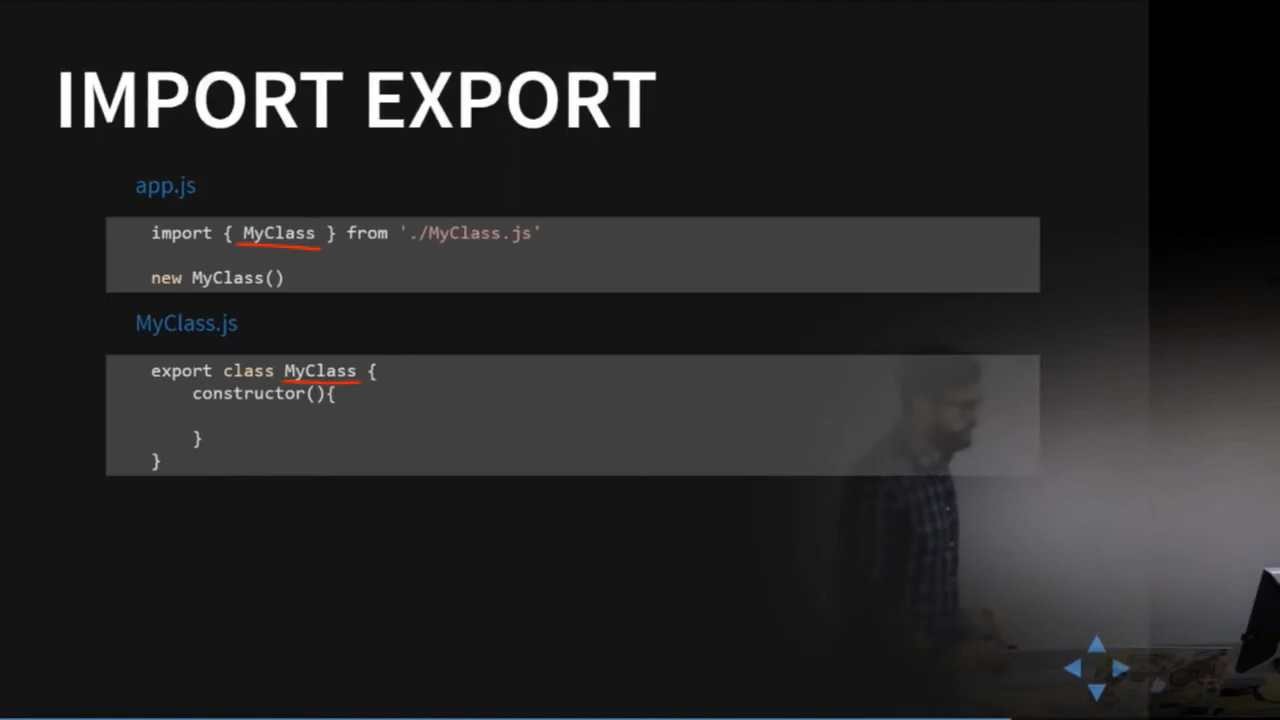 IMPORT EXPORT
app.js
import { MyClass } from './MyClass.js'
new MyClass()
MyClass.js
export class MyClass {
constructor(){
}
}